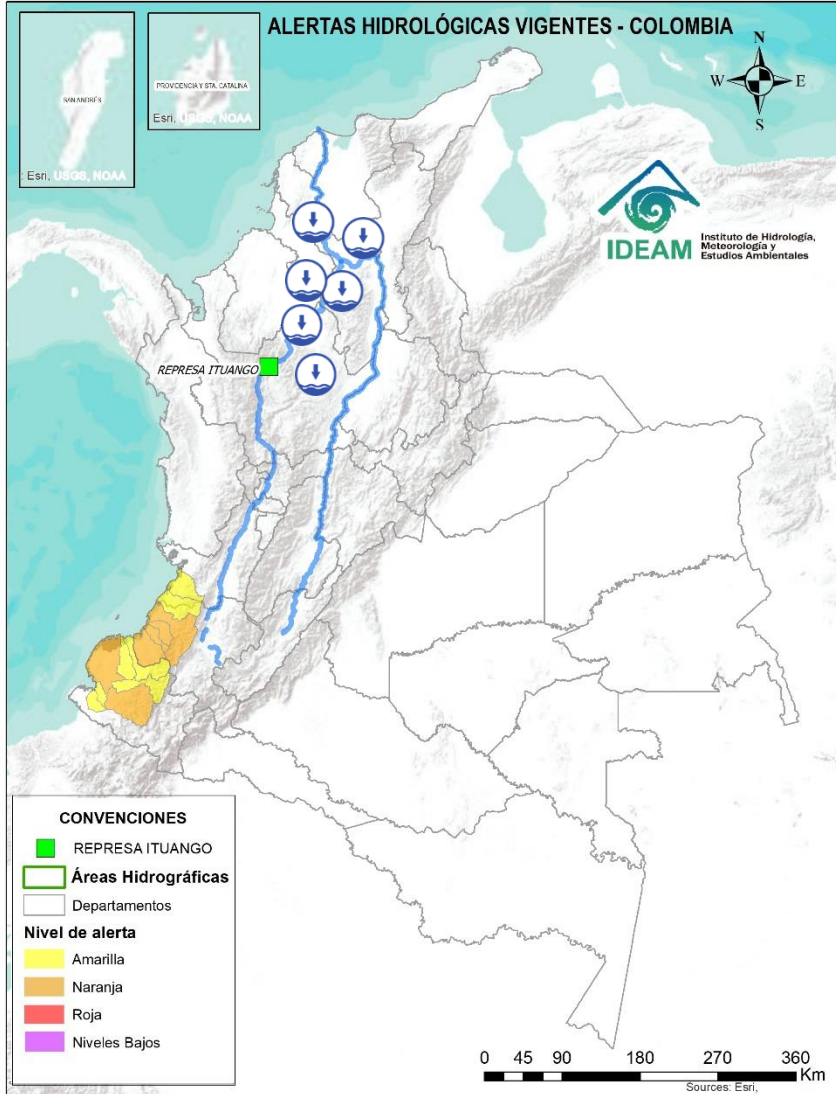 ALERTAS HIDROLÓGICAS VIGENTES - COLOMBIA
SAN ANDRÉS
Esri, USGS, NOAA
PROVIDENCIA Y STA. CATALINA
Esri, USGS, NOAA
N
W E
S
IDEAM
Instituto de Hidrología,
Meteorología y
Estudios Ambientales
REPRESA ITUANGO
CONVENCIONES
REPRESA ITUANGO
Áreas Hidrográficas
Departamentos
Nivel de alerta
Amarilla
Naranja
Roja
Niveles Bajos
0 45 90 180 270 360
Km
Sources: Esri,